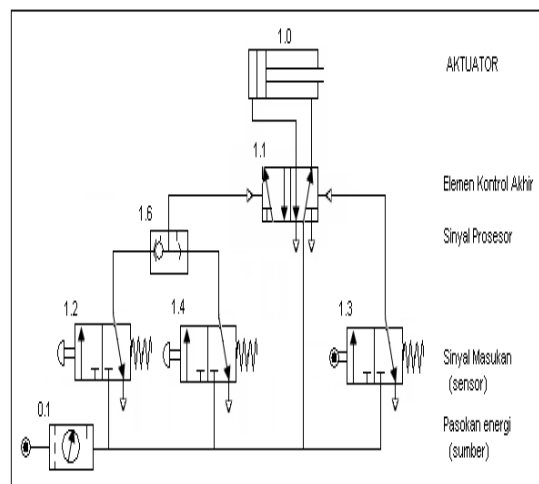 1.0
AKTUATOR
1.1
Elemen Kontrol Akhir
1.6
Sinyal Prosesor
1.2
1.4
1.3
Sinyal Masukan
(sensor)
0.1
Pasokan energi
(sumber)